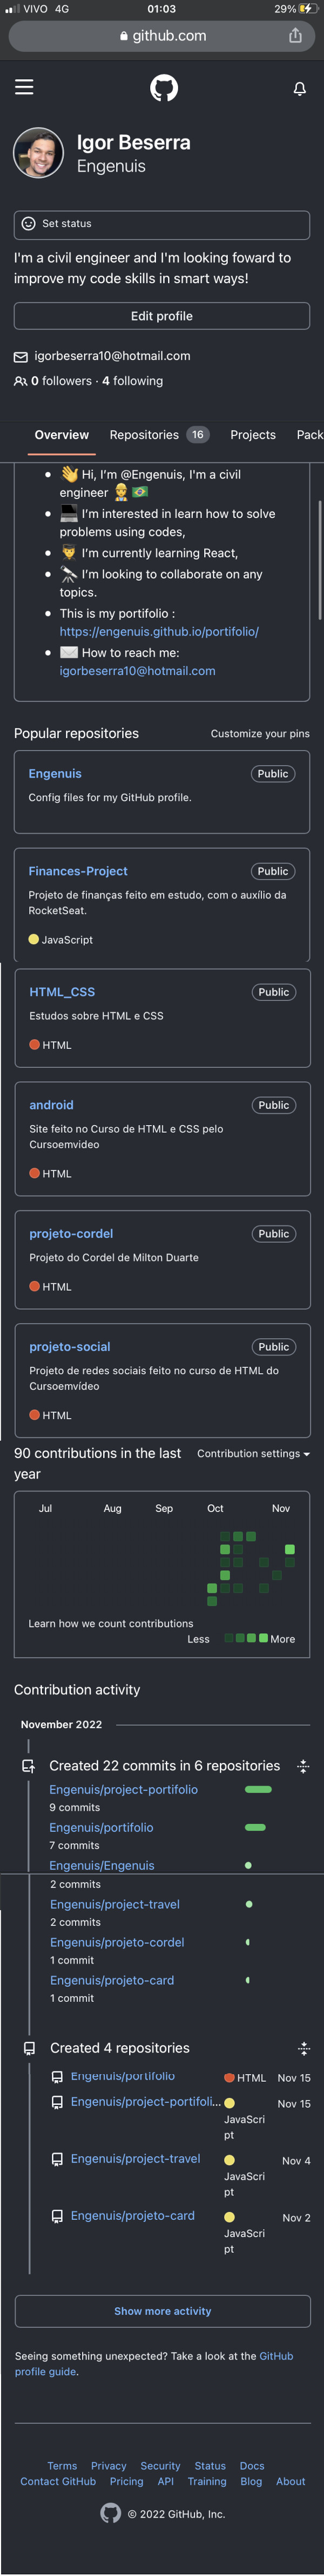 VIVO 4G 01:03 29%
github.com
Igor Beserra
Engenuis
Set status
I'm a civil engineer and I'm looking foward to
improve my code skills in smart ways!
Edit profile
igorbeserra10@hotmail.com
0 followers · 4 following
Overview Repositories 16 Projects Pack
Hi, I'm @Engenuis, I'm a civil
engineer
I'm interested in learn how to solve
problems using codes,
I'm currently learning React,
I'm looking to collaborate on any
topics.
This is my portifolio :
https://engenuis.github.io/portifolio/
How to reach me:
igorbeserra10@hotmail.com
Popular repositories Customize your pins
Engenuis Public
Config files for my GitHub profile.
Finances-Project Public
Projeto de finanças feito em estudo, com o auxílio da
RocketSeat.
JavaScript
HTML_CSS Public
Estudos sobre HTML e CSS
HTML
android Public
Site feito no Curso de HTML e CSS pelo
Cursoemvideo
HTML
projeto-cordel Public
Projeto do Cordel de Milton Duarte
HTML
projeto-social Public
Projeto de redes sociais feito no curso de HTML do
Cursoemvídeo
HTML
90 contributions in the last Contribution settings
year
Jul Aug Sep Oct Nov
Learn how we count contributions
Less More
Contribution activity
November 2022
Created 22 commits in 6 repositories
Engenuis/project-portifolio
9 commits
Engenuis/portifolio
7 commits
Engenuis/Engenuis
2 commits
Engenuis/project-travel
2 commits
Engenuis/projeto-cordel
1 commit
Engenuis/projeto-card
1 commit
Created 4 repositories
Engenuis/portifolio HTML Nov 15
Engenuis/project-portifoli... JavaScri Nov 15
pt
Engenuis/project-travel JavaScri Nov 4
pt
Engenuis/projeto-card JavaScri Nov 2
pt
Show more activity
Seeing something unexpected? Take a look at the GitHub
profile guide.
Terms Privacy Security Status Docs
Contact GitHub Pricing API Training Blog About
© 2022 GitHub, Inc.